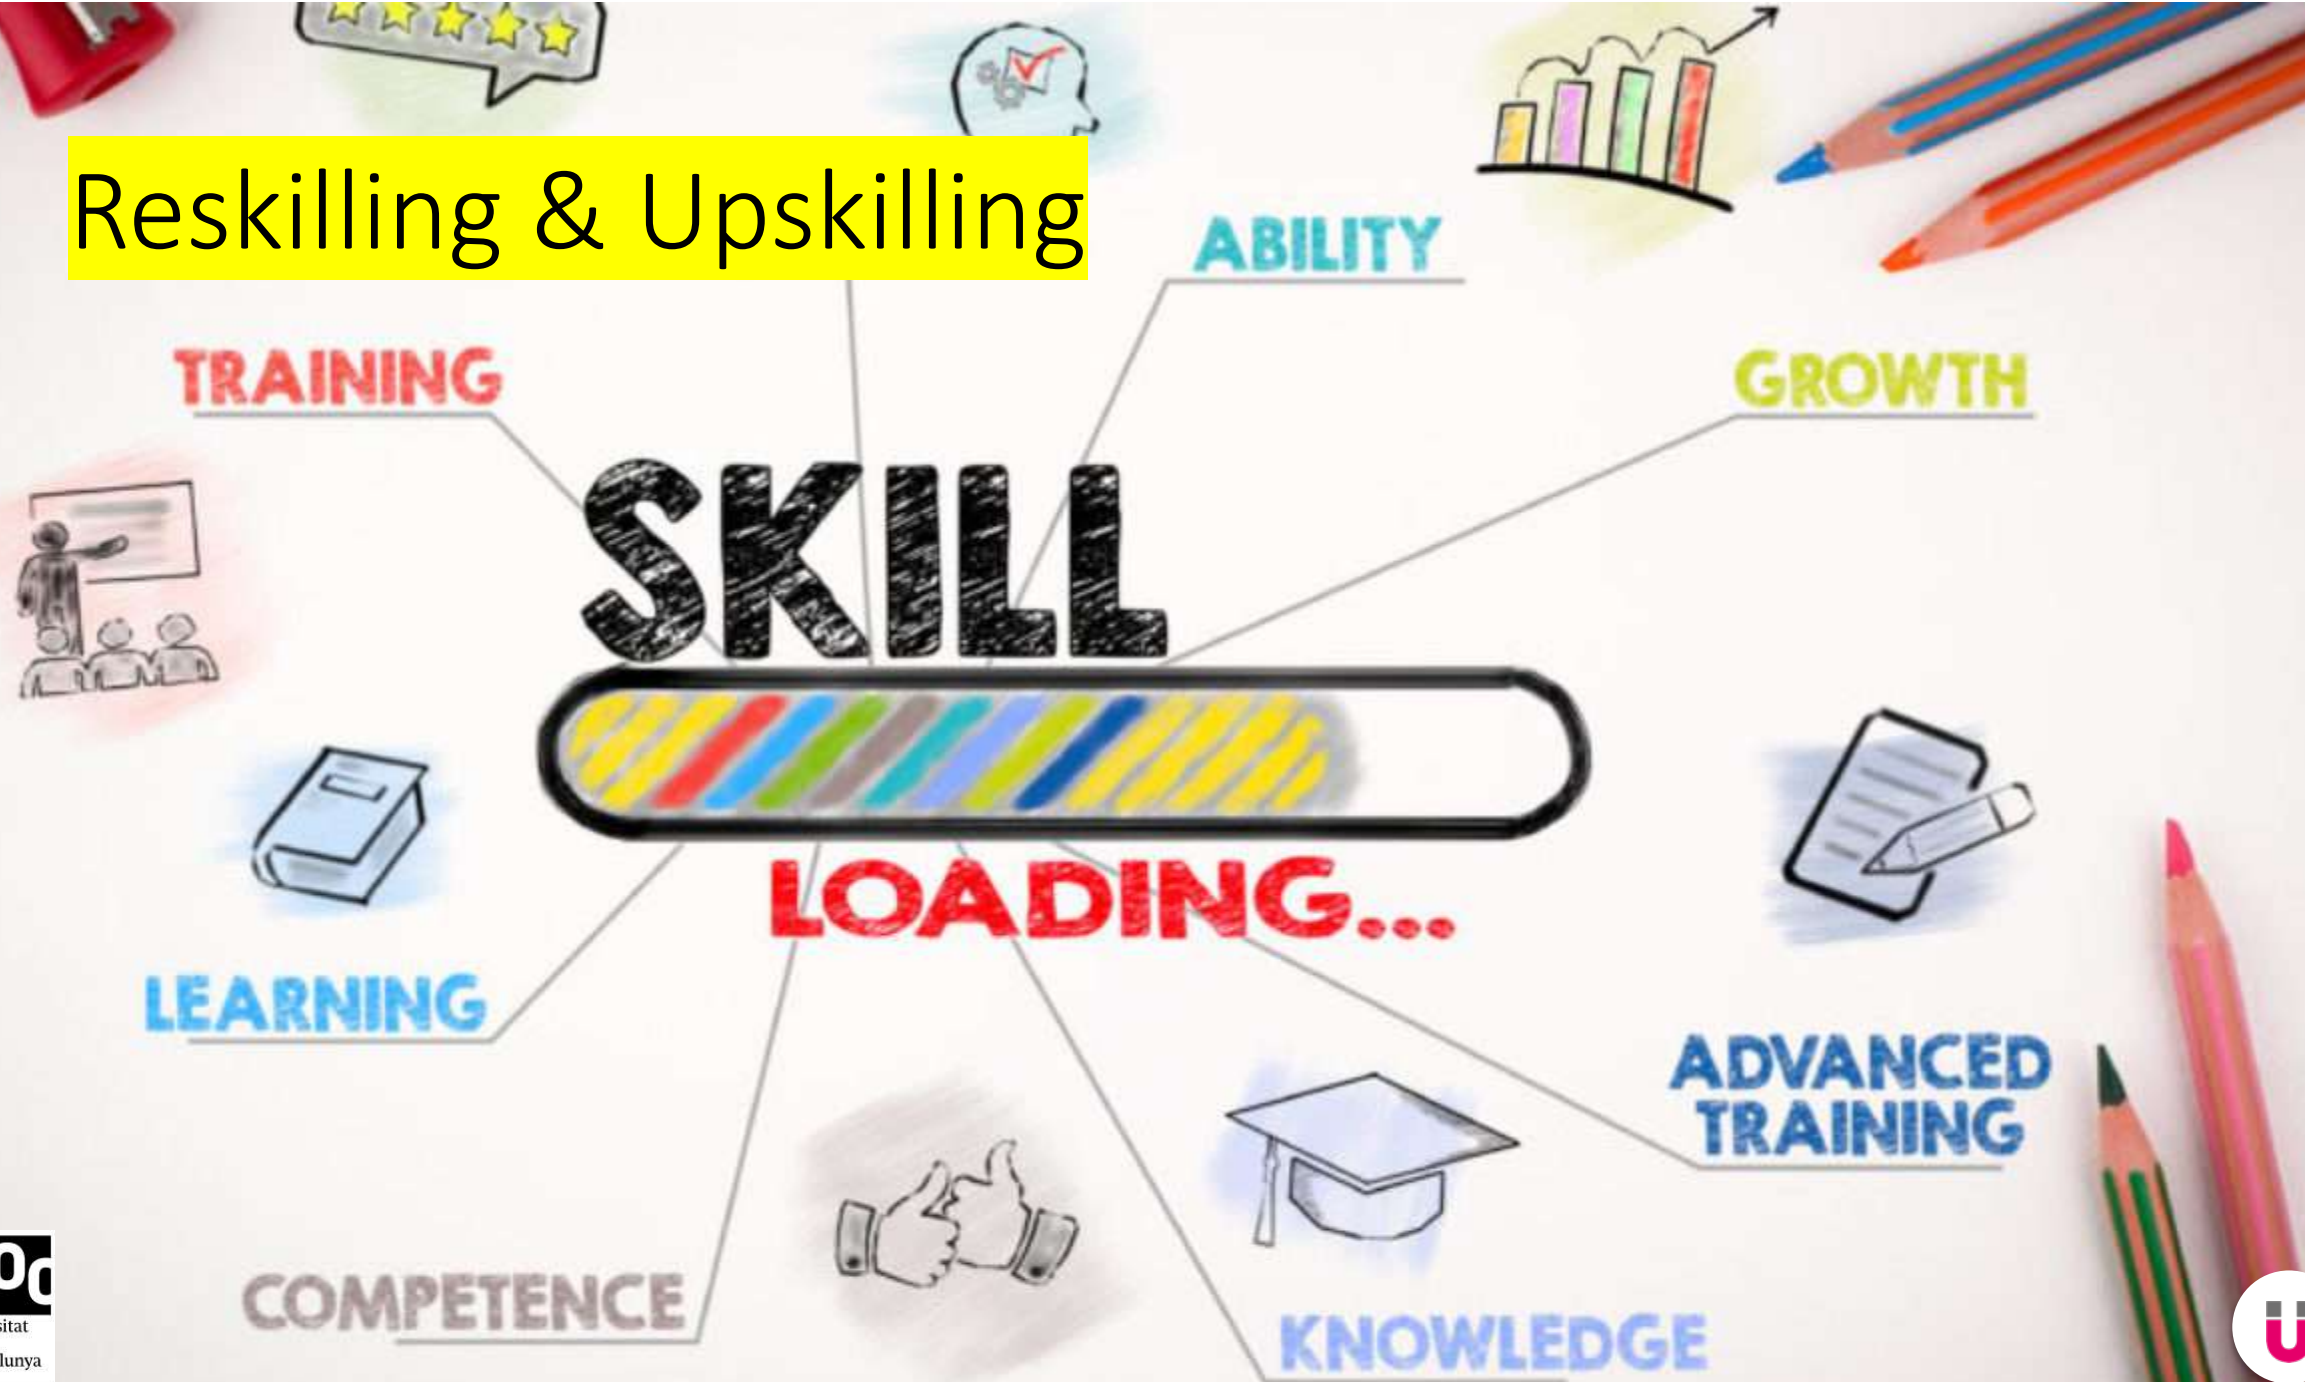 Reskilling & Upskilling
ABILITY
TRAINING
GROWTH
SKILL
LOADING...
LEARNING
ADVANCED
TRAINING
COMPETENCE
KNOWLEDGE